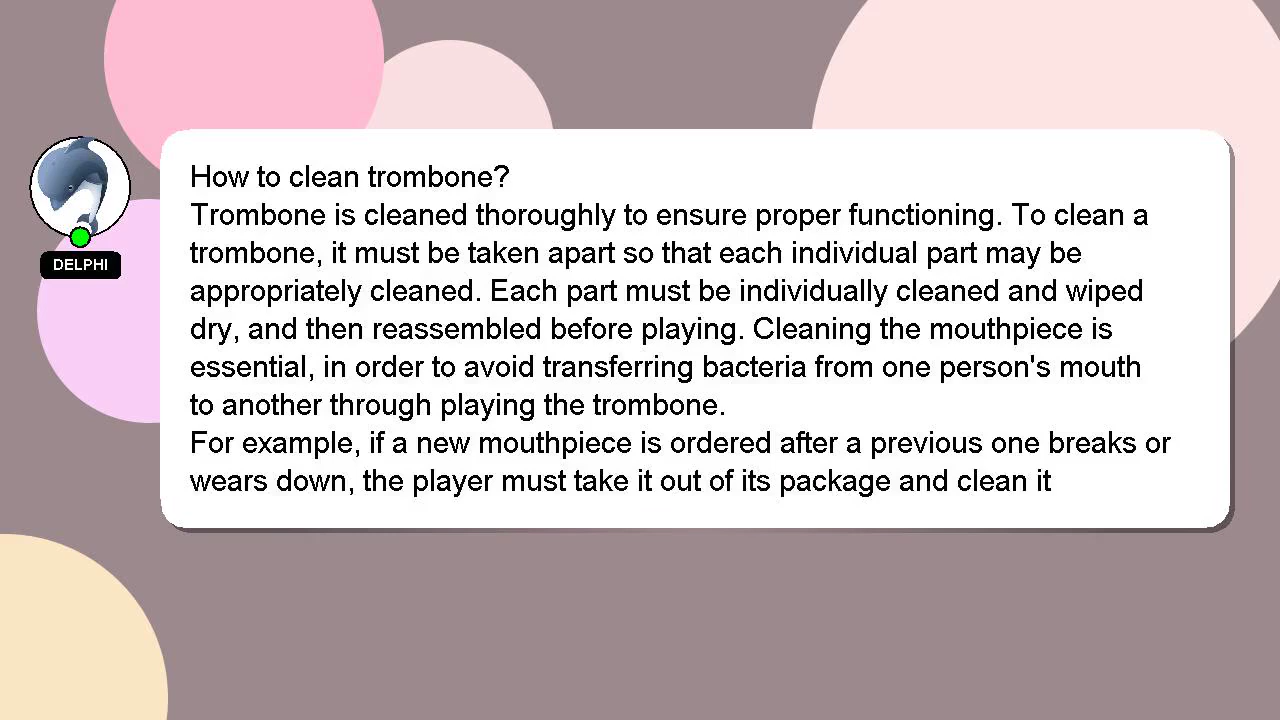 DELPHI
How to clean trombone?
Trombone is cleaned thoroughly to ensure proper functioning. To clean a
trombone, it must be taken apart so that each individual part may be
appropriately cleaned. Each part must be individually cleaned and wiped
dry, and then reassembled before playing. Cleaning the mouthpiece is
essential, in order to avoid transferring bacteria from one person's mouth
to another through playing the trombone.
For example, if a new mouthpiece is ordered after a previous one breaks or
wears down, the player must take it out of its package and clean it